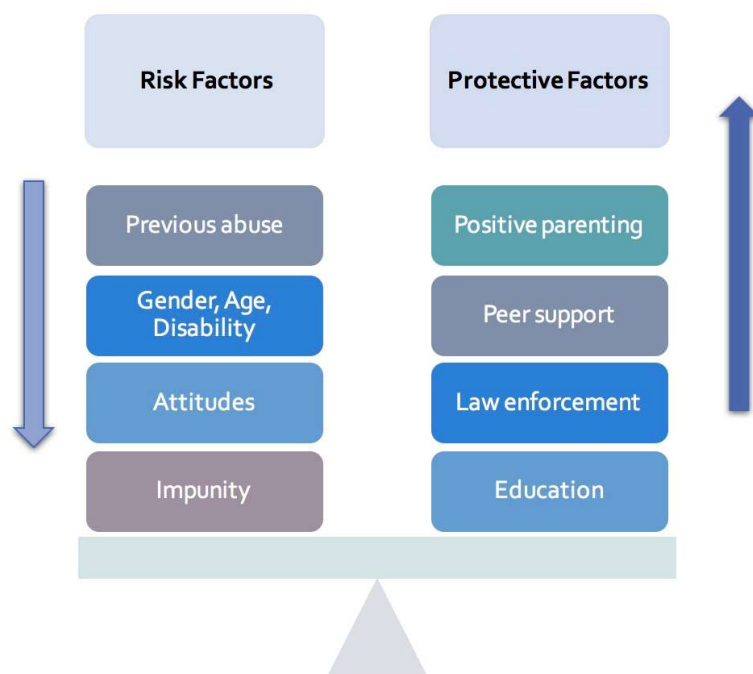 Risk Factors
Protective Factors
Previous abuse
Positive parenting
Gender, Age,
Disability
Peer support
Attitudes
Law enforcement
Impunity
Education